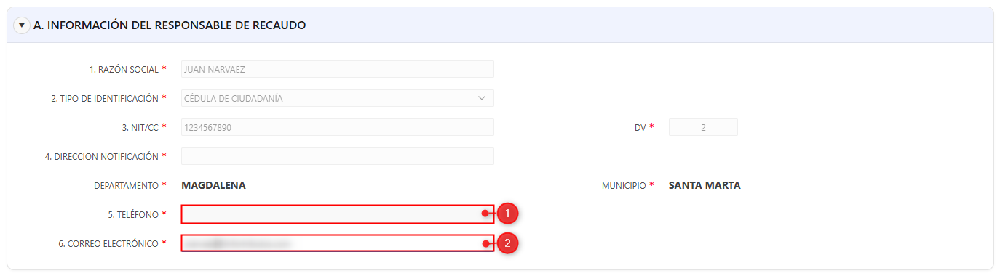 A. INFORMACIÓN DEL RESPONSABLE DE RECAUDO
1. RAZÓN SOCIAL * JUAN NARVAEZ
2. TIPO DE IDENTIFICACIÓN * CÉDULA DE CIUDADANÍA
3. NIT/CC * 1234567890 DV * 2
4. DIRECCION NOTIFICACIÓN *
DEPARTAMENTO * MAGDALENA MUNICIPIO * SANTA MARTA
5. TELÉFONO * 1
6. CORREO ELECTRÓNICO * 2